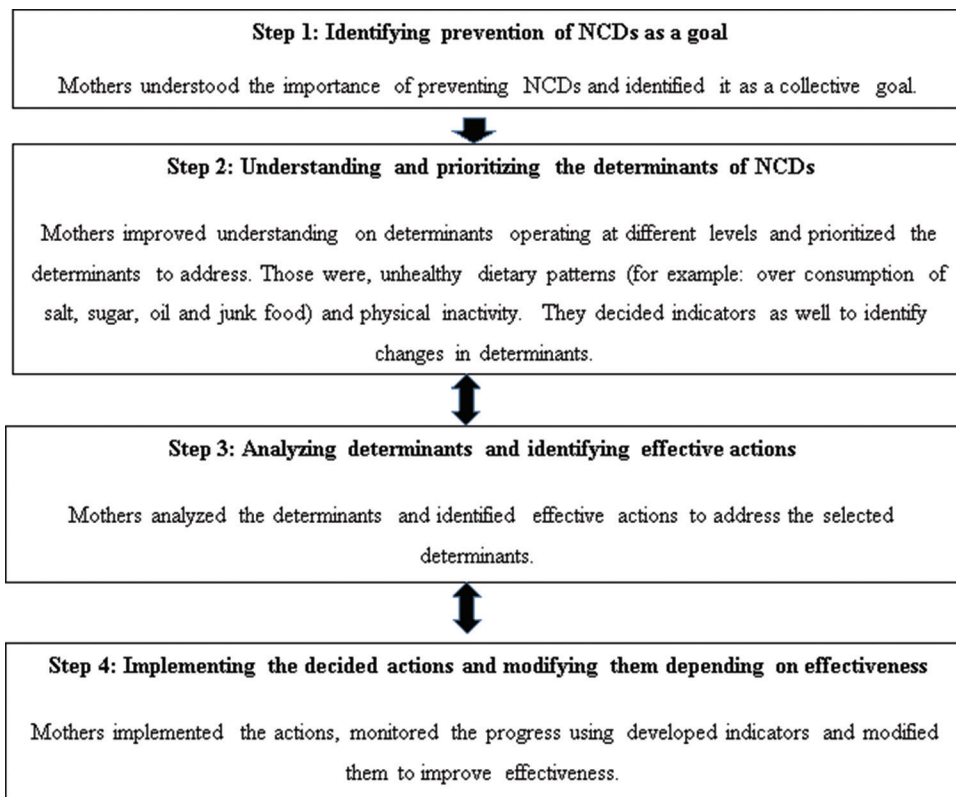 Step 1: Identifying prevention of NCDs as a goal
Mothers understood the importance of preventing NCDs and identified it as a collective goal.
Step 2: Understanding and prioritizing the determinants of NCDs
Mothers improved understanding on determinants operating at different levels and prioritized the
determinants to address. Those were, unhealthy dietary patterns (for example: over consumption of
salt, sugar, oil and junk food) and physical inactivity. They decided indicators as well to identify
changes in determinants.
Step 3: Analyzing determinants and identifying effective actions
Mothers analyzed the determinants and identified effective actions to address the selected
determinants.
Step 4: Implementing the decided actions and modifying them depending on effectiveness
Mothers implemented the actions, monitored the progress using developed indicators and modified
them to improve effectiveness.